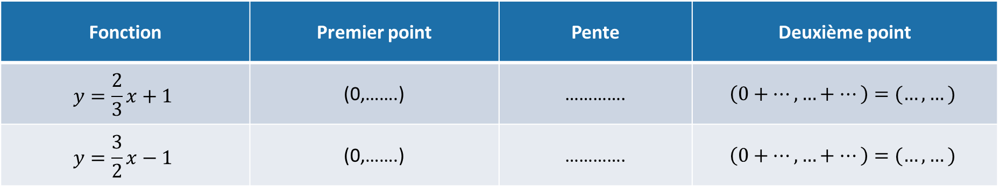 Fonction Premier point Pente Deuxième point
y = 2/3 x + 1 (0,…….) …………. (0 + ⋯ , … + ⋯ ) = (… , … )
y = 3/2 x − 1 (0,…….) …………. (0 + ⋯ , … + ⋯ ) = (… , … )